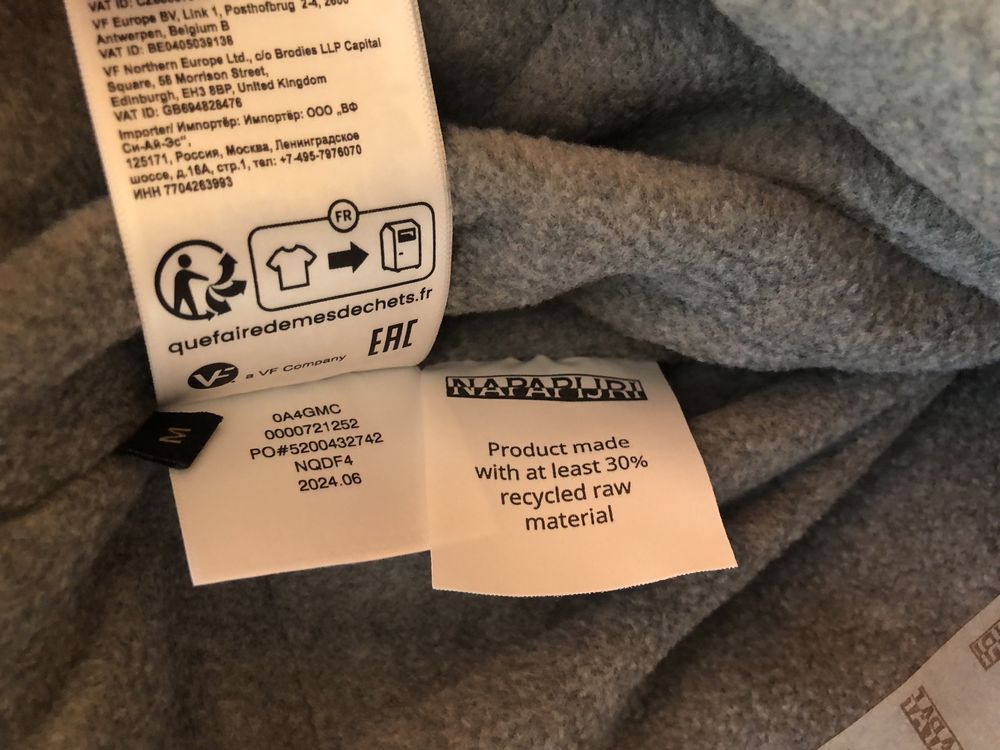 VF Europe BV, Link 1, Posthofbrug 2-4, 2600
Antwerpen, Belgium B
VAT ID: BE0405039138
VF Northern Europe Ltd., c/o Brodies LLP Capital
Square, 58 Morrison Street,
Edinburgh, EH3 8BP, United Kingdom
VAT ID: GB694828476
Importer/ Импортёр: Импортёр: ООО „ВФ
Си-Ай-Эс",
125171, Россия, Москва, Ленинградское
шоссе, д.16А, стр.1, тел: +7-495-7976070
ИНН 7704263993
FR
quefairedemesdechets.fr
EAC
VF a VF Company
M
0A4GMC
0000721252
PO#5200432742
NQDF4
2024.06
NAPAPIJRI
Product made
with at least 30%
recycled raw
material